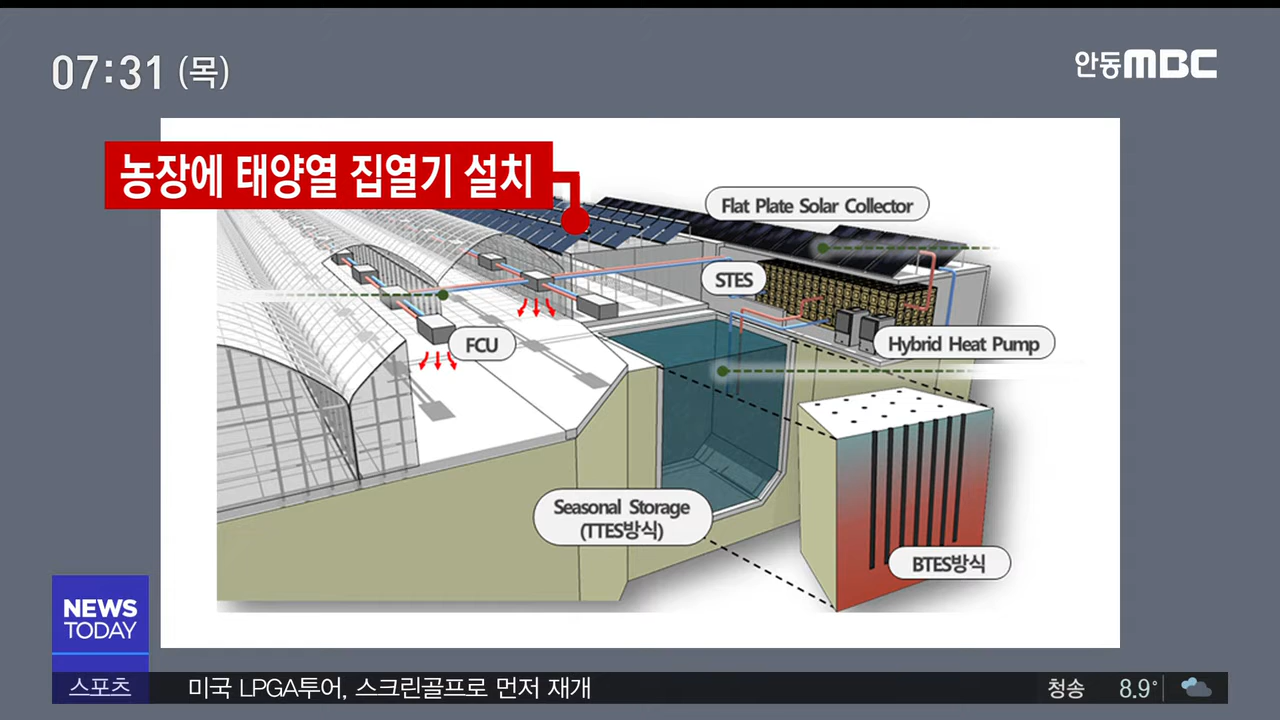 07:31 (목)
안동MBC
농장에 태양열 집열기 설치
Flat Plate Solar Collector
STES
FCU
Hybrid Heat Pump
Seasonal Storage
(TTES방식)
BTES방식
NEWS
TODAY
스포츠
미국 LPGA투어, 스크린골프로 먼저 재개
청송 8.9°